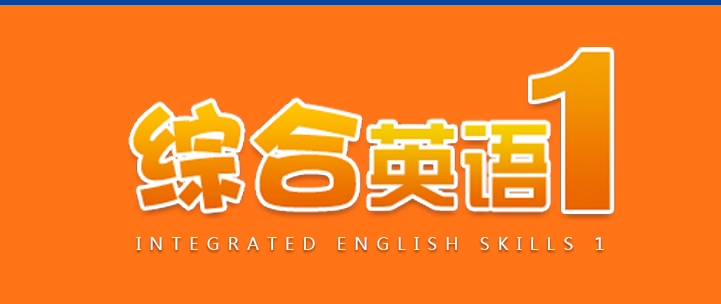 综合英语1
INTEGRATED ENGLISH SKILLS 1